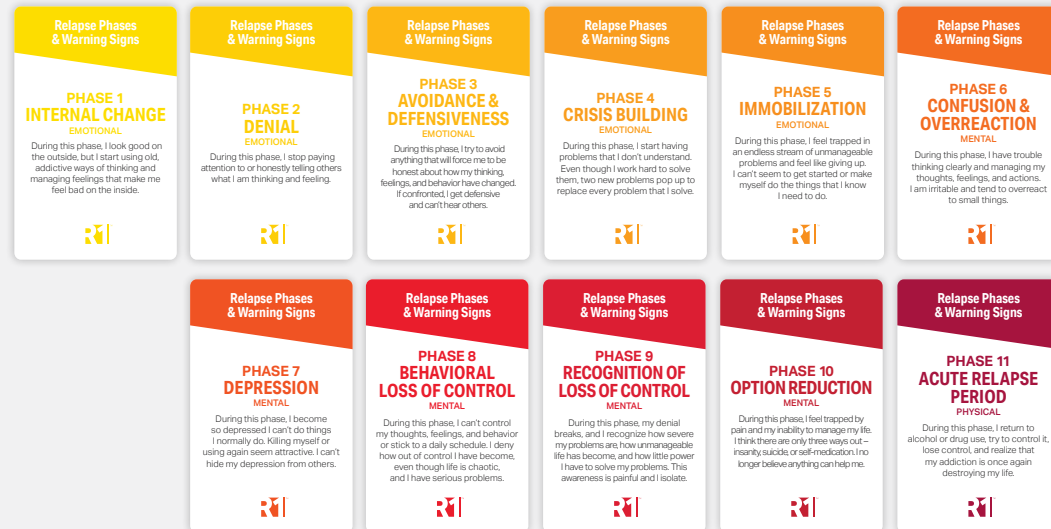 Relapse Phases
& Warning Signs
PHASE 1
INTERNAL CHANGE
EMOTIONAL
During this phase, I look good on
the outside, but I start using old,
addictive ways of thinking and
managing feelings that make me
feel bad on the inside.
Relapse Phases
& Warning Signs
PHASE 2
DENIAL
EMOTIONAL
During this phase, I stop paying
attention to or honestly telling others
what I am thinking and feeling.
Relapse Phases
& Warning Signs
PHASE 3
AVOIDANCE &
DEFENSIVENESS
EMOTIONAL
During this phase, I try to avoid
anything that will force me to be
honest about how my thinking,
feelings, and behavior have changed.
If confronted, I get defensive
and can't hear others.
Relapse Phases
& Warning Signs
PHASE 4
CRISIS BUILDING
EMOTIONAL
During this phase, I start having
problems that I don't understand.
Even though I work hard to solve
them, two new problems pop up to
replace every problem that I solve.
Relapse Phases
& Warning Signs
PHASE 5
IMMOBILIZATION
EMOTIONAL
During this phase, I feel trapped in
an endless stream of unmanageable
problems and feel like giving up.
I can't seem to get started or make
myself do the things that I know
I need to do.
Relapse Phases
& Warning Signs
PHASE 6
CONFUSION &
OVERREACTION
MENTAL
During this phase, I have trouble
thinking clearly and managing my
thoughts, feelings, and actions.
I am irritable and tend to overreact
to small things.
Relapse Phases
& Warning Signs
PHASE 7
DEPRESSION
MENTAL
During this phase, I become
so depressed I can't do things
I normally do. Killing myself or
using again seem attractive. I can't
hide my depression from others.
Relapse Phases
& Warning Signs
PHASE 8
BEHAVIORAL
LOSS OF CONTROL
MENTAL
During this phase, I can't control
my thoughts, feelings, and behavior
or stick to a daily schedule. I deny
how out of control I have become,
even though life is chaotic,
and I have serious problems.
Relapse Phases
& Warning Signs
PHASE 9
RECOGNITION OF
LOSS OF CONTROL
MENTAL
During this phase, my denial
breaks, and I recognize how severe
my problems are, how unmanageable
life has become, and how little power
I have to solve my problems. This
awareness is painful and I isolate.
Relapse Phases
& Warning Signs
PHASE 10
OPTION REDUCTION
MENTAL
During this phase, I feel trapped by
pain and my inability to manage my life.
I think there are only three ways out –
insanity, suicide, or self-medication. I no
longer believe anything can help me.
Relapse Phases
& Warning Signs
PHASE 11
ACUTE RELAPSE
PERIOD
PHYSICAL
During this phase, I return to
alcohol or drug use, try to control it,
lose control, and realize that
my addiction is once again
destroying my life.